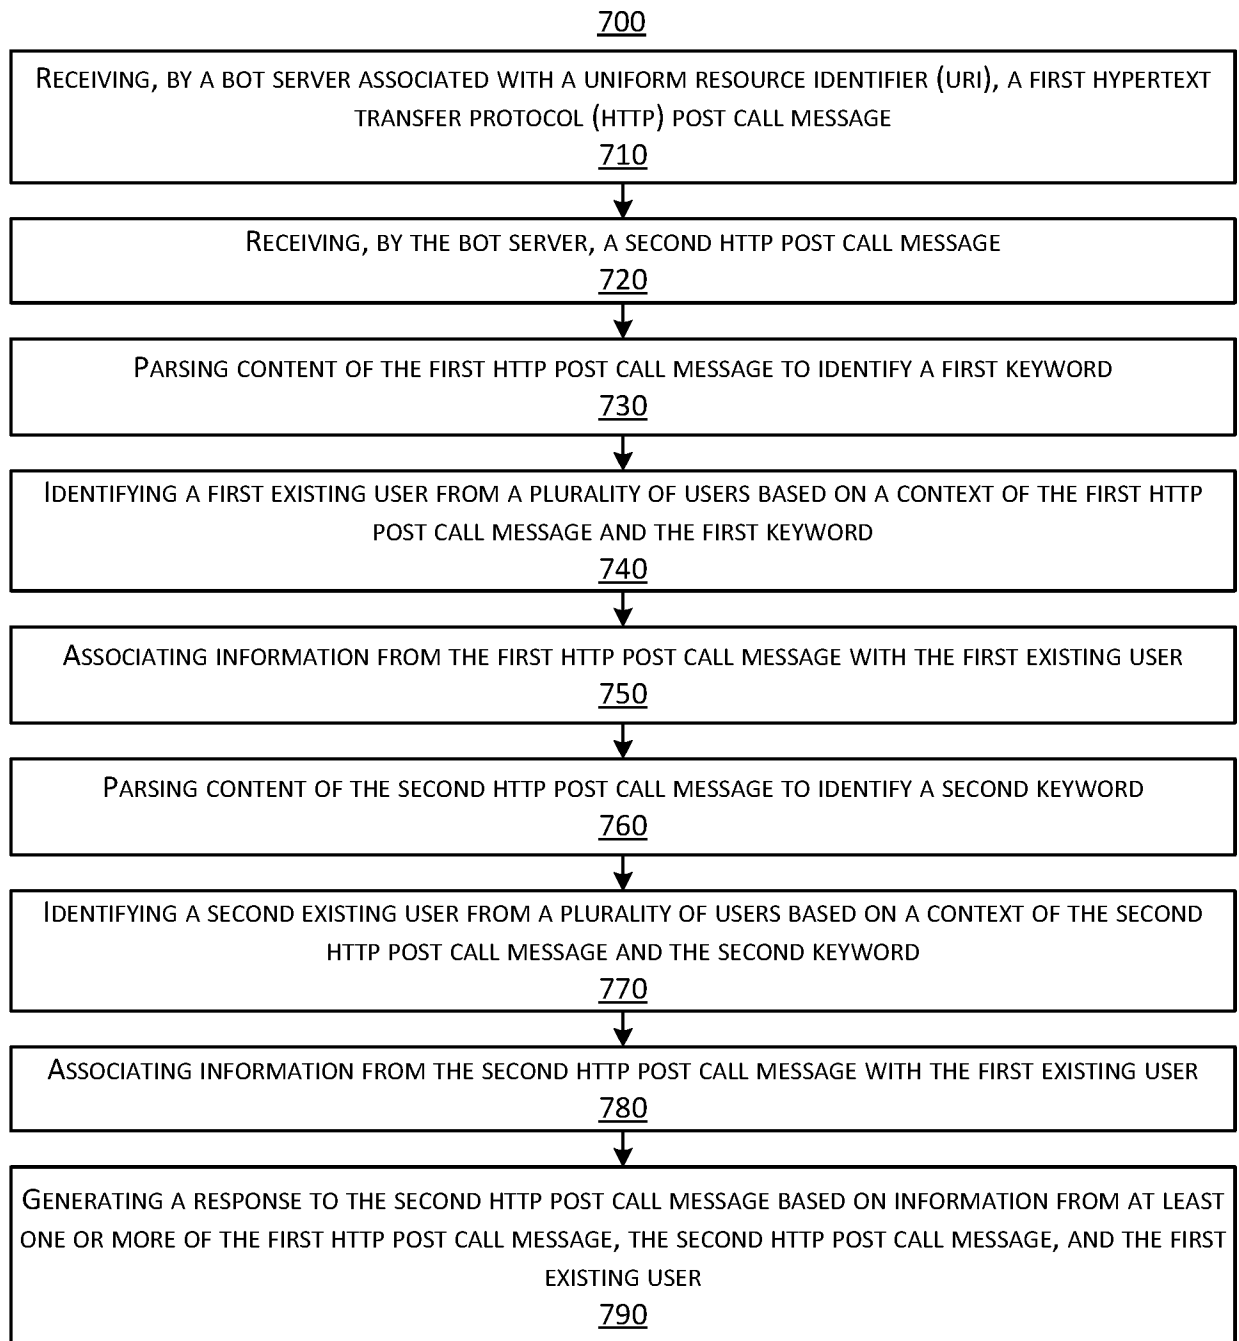 700
RECEIVING, BY A BOT SERVER ASSOCIATED WITH A UNIFORM RESOURCE IDENTIFIER (URI), A FIRST HYPERTEXT
TRANSFER PROTOCOL (HTTP) POST CALL MESSAGE
710
RECEIVING, BY THE BOT SERVER, A SECOND HTTP POST CALL MESSAGE
720
PARSING CONTENT OF THE FIRST HTTP POST CALL MESSAGE TO IDENTIFY A FIRST KEYWORD
730
IDENTIFYING A FIRST EXISTING USER FROM A PLURALITY OF USERS BASED ON A CONTEXT OF THE FIRST HTTP
POST CALL MESSAGE AND THE FIRST KEYWORD
740
ASSOCIATING INFORMATION FROM THE FIRST HTTP POST CALL MESSAGE WITH THE FIRST EXISTING USER
750
PARSING CONTENT OF THE SECOND HTTP POST CALL MESSAGE TO IDENTIFY A SECOND KEYWORD
760
IDENTIFYING A SECOND EXISTING USER FROM A PLURALITY OF USERS BASED ON A CONTEXT OF THE SECOND
HTTP POST CALL MESSAGE AND THE SECOND KEYWORD
770
ASSOCIATING INFORMATION FROM THE SECOND HTTP POST CALL MESSAGE WITH THE FIRST EXISTING USER
780
GENERATING A RESPONSE TO THE SECOND HTTP POST CALL MESSAGE BASED ON INFORMATION FROM AT LEAST
ONE OR MORE OF THE FIRST HTTP POST CALL MESSAGE, THE SECOND HTTP POST CALL MESSAGE, AND THE FIRST
EXISTING USER
790